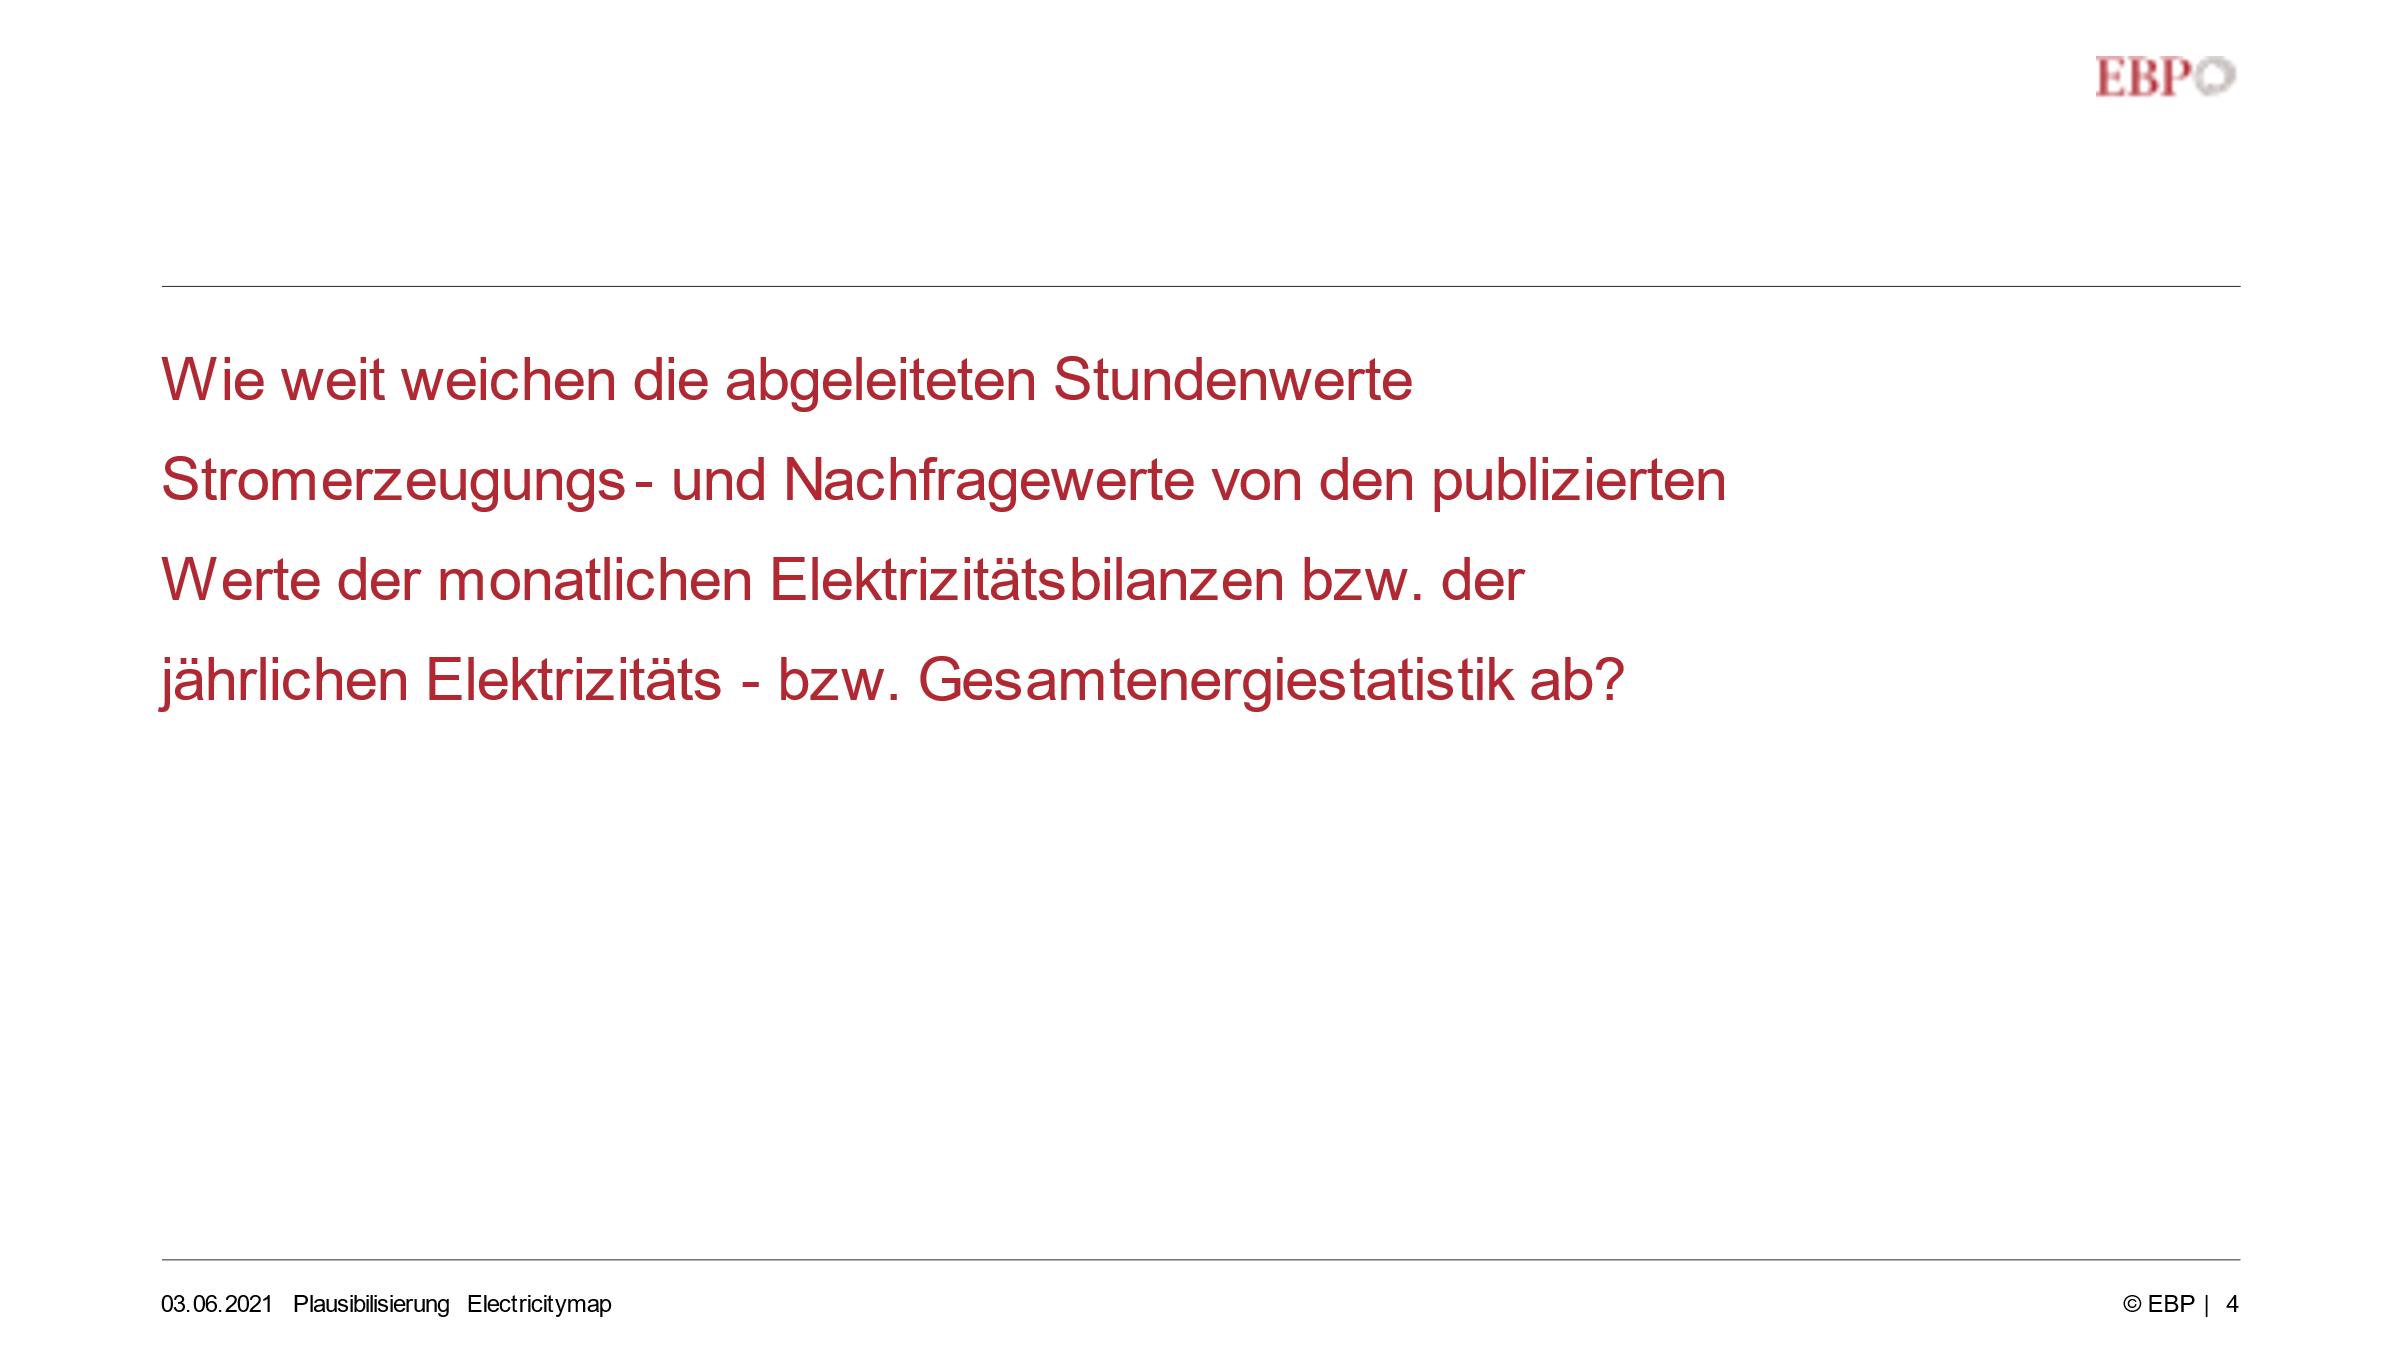 EBP
Wie weit weichen die abgeleiteten Stundenwerte
Stromerzeugungs- und Nachfragewerte von den publizierten
Werte der monatlichen Elektrizitätsbilanzen bzw. der
jährlichen Elektrizitäts - bzw. Gesamtenergiestatistik ab?
03.06.2021 Plausibilisierung Electricitymap
© EBP | 4